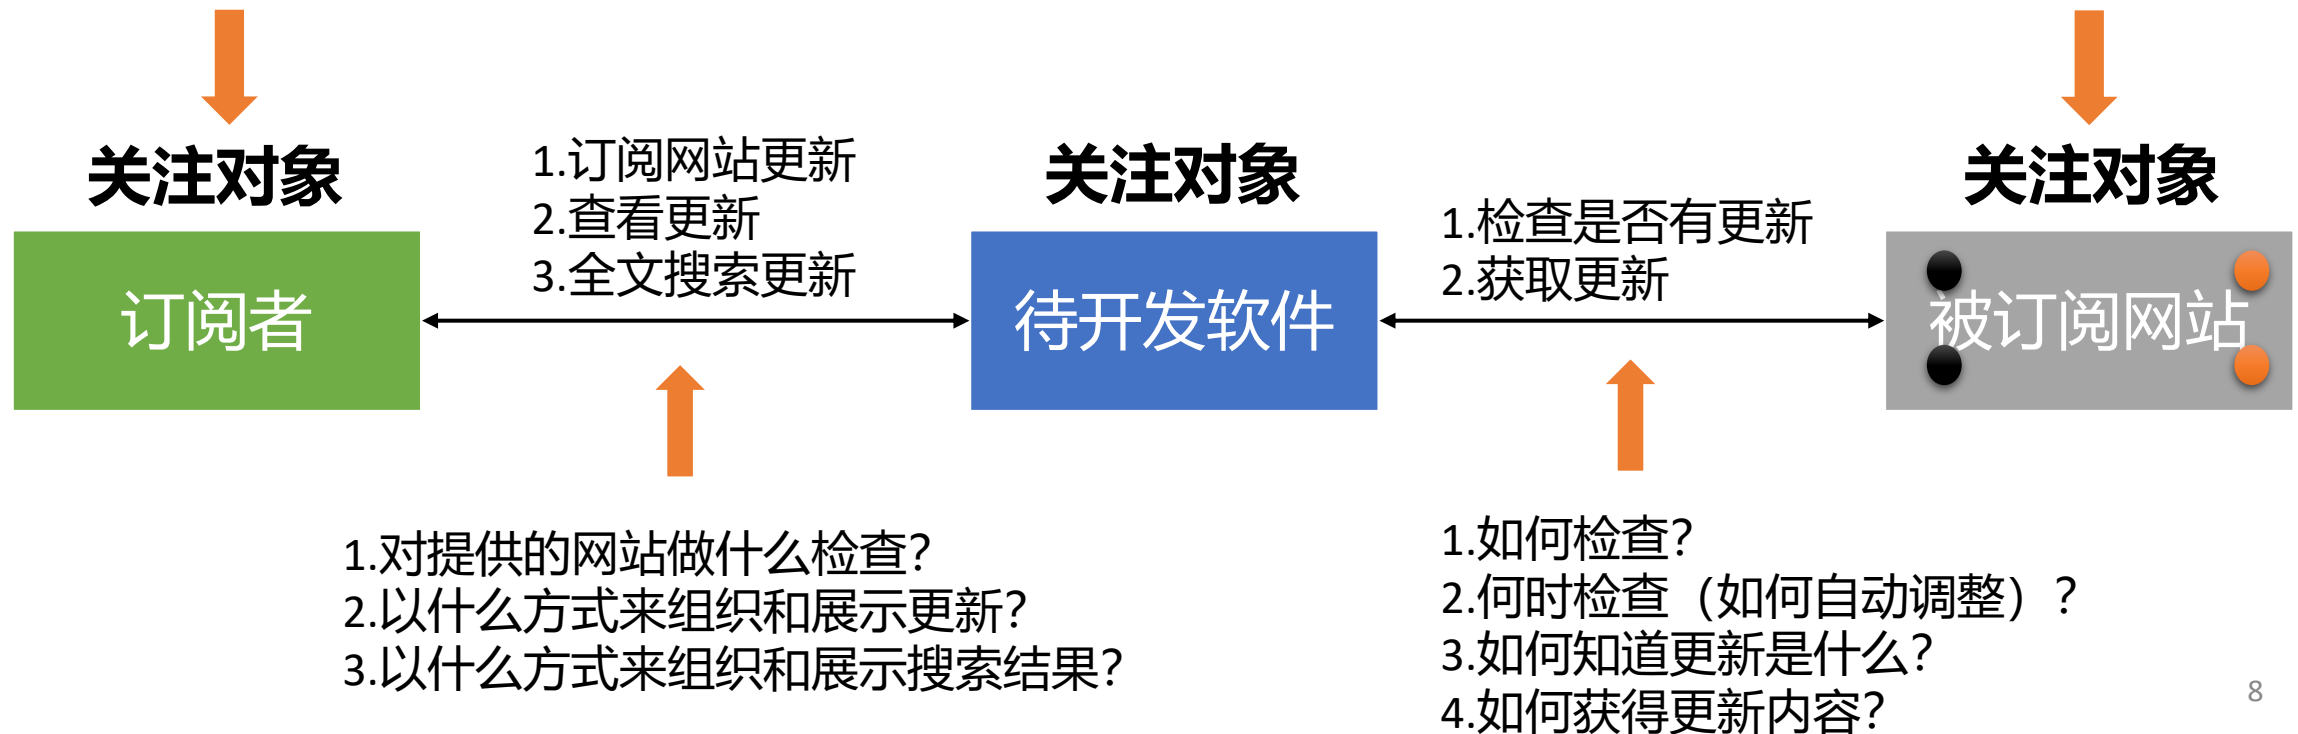 关注对象
1.订阅网站更新
2.查看更新
3.全文搜索更新
关注对象
1.检查是否有更新
2.获取更新
关注对象
订阅者
待开发软件
被订阅网站
1.对提供的网站做什么检查?
2.以什么方式来组织和展示更新?
3.以什么方式来组织和展示搜索结果?
1.如何检查?
2.何时检查（如何自动调整）?
3.如何知道更新是什么?
4.如何获得更新内容?
8